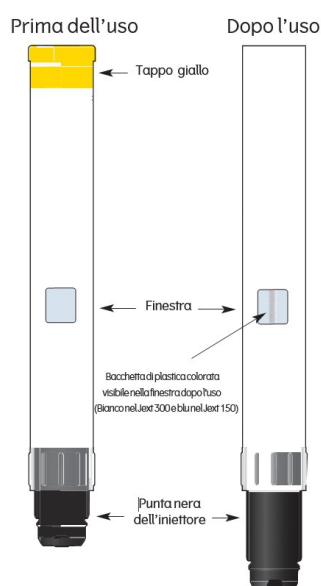 Prima dell’uso
Dopo l’uso
Tappo giallo
Finestra
Bacchetta di plastica colorata
visibile nella finestra dopo l’uso
(Bianco nel Jext 300 e blu nel Jext 150)
Punta nera
dell’iniettore